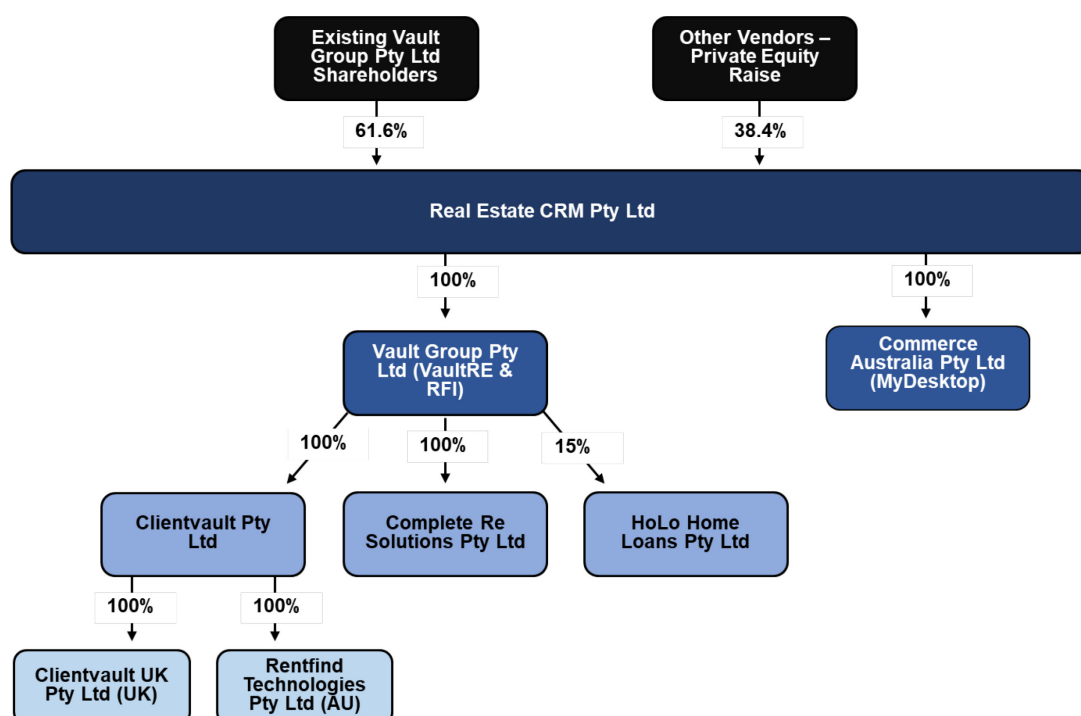 Existing Vault
Group Pty Ltd
Shareholders
Other Vendors –
Private Equity
Raise
61.6%
38.4%
Real Estate CRM Pty Ltd
100%
100%
Vault Group Pty
Ltd (VaultRE &
RFI)
Commerce
Australia Pty Ltd
(MyDesktop)
100%
100%
15%
Clientvault Pty
Ltd
Complete Re
Solutions Pty Ltd
HoLo Home
Loans Pty Ltd
100%
100%
Clientvault UK
Pty Ltd (UK)
Rentfind
Technologies
Pty Ltd (AU)